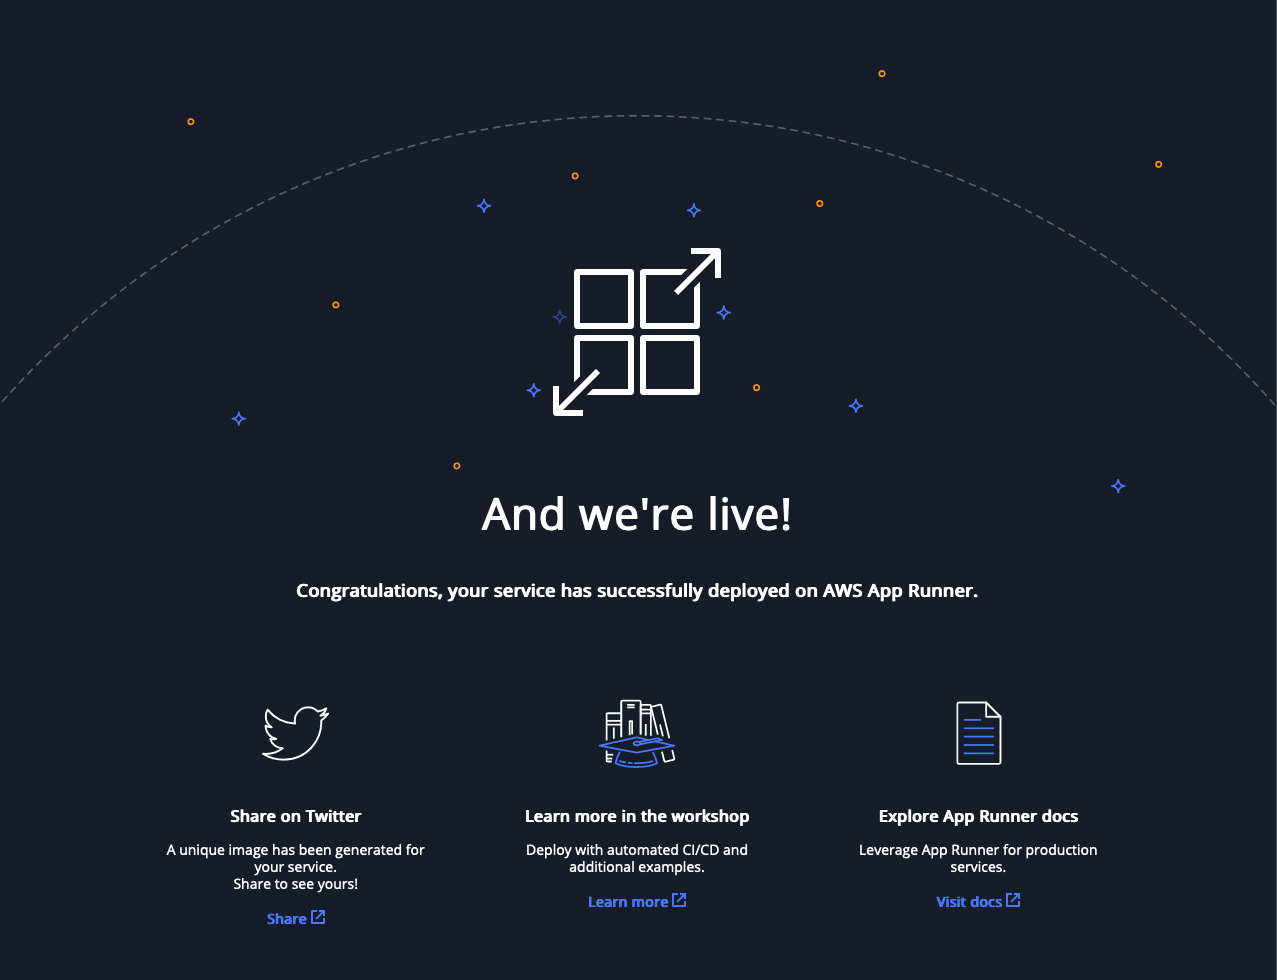 And we're live!
Congratulations, your service has successfully deployed on AWS App Runner.
Share on Twitter
A unique image has been generated for
your service.
Share to see yours!
Share
Learn more in the workshop
Deploy with automated CI/CD and
additional examples.
Learn more
Explore App Runner docs
Leverage App Runner for production
services.
Visit docs